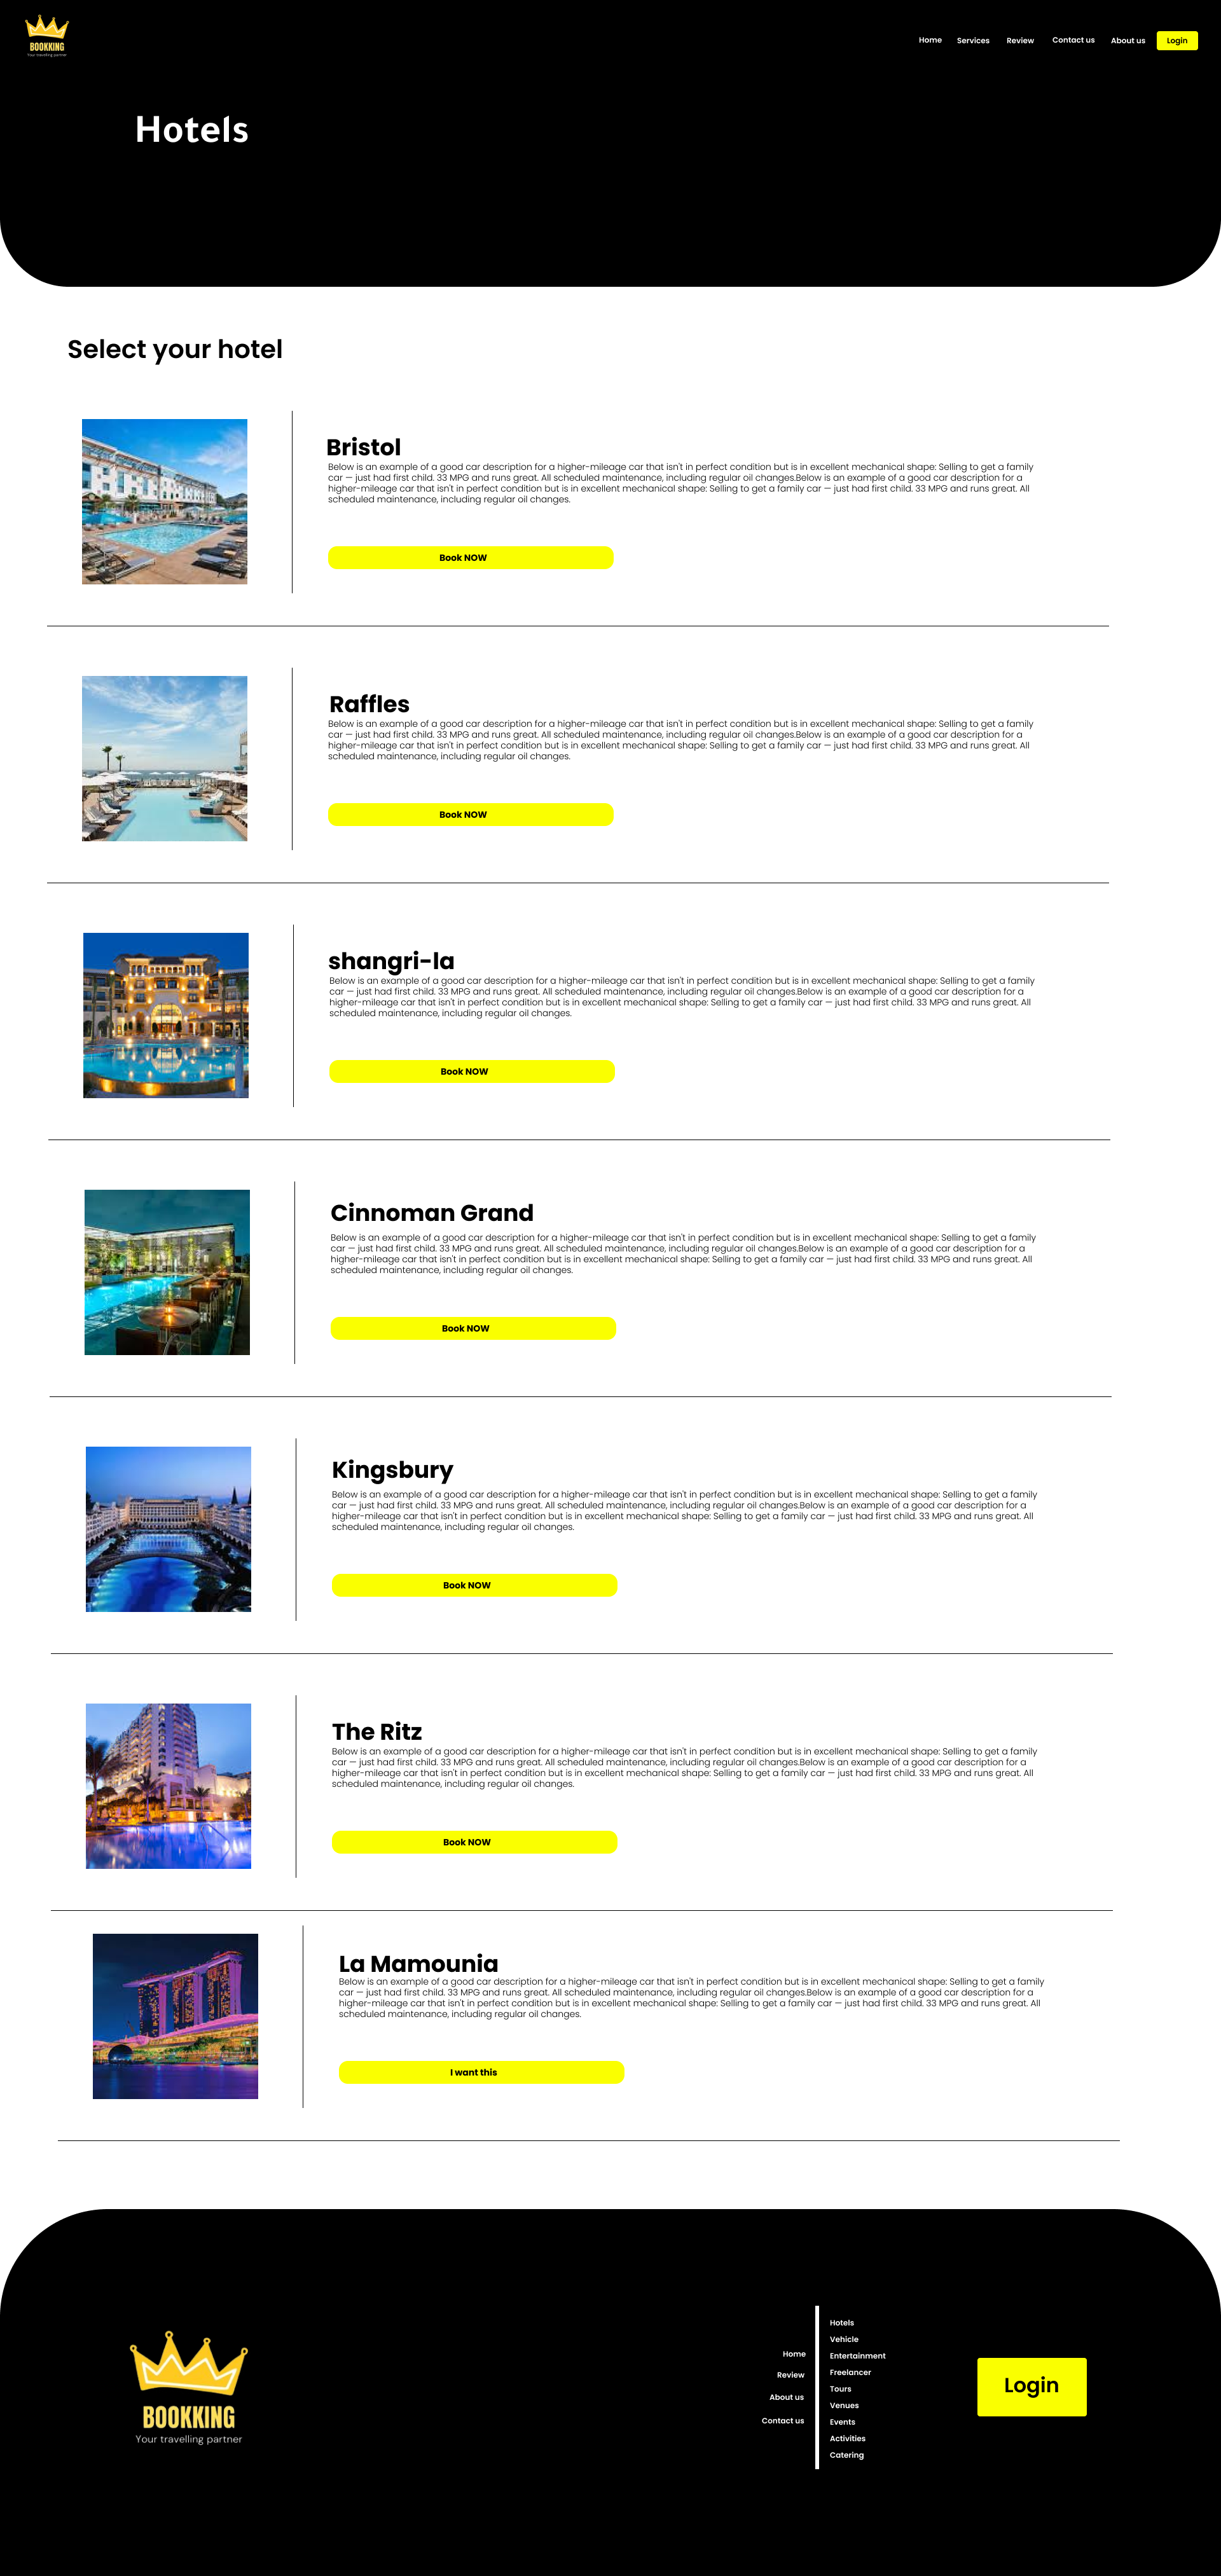 BOOKKING
Your travelling partner
Home Services Review Contact us About us Login
Hotels
Select your hotel
Bristol
Below is an example of a good car description for a higher-mileage car that isn't in perfect condition but is in excellent mechanical shape: Selling to get a family
car — just had first child. 33 MPG and runs great. All scheduled maintenance, including regular oil changes.Below is an example of a good car description for a
higher-mileage car that isn't in perfect condition but is in excellent mechanical shape: Selling to get a family car — just had first child. 33 MPG and runs great. All
scheduled maintenance, including regular oil changes.
Book NOW
Raffles
Below is an example of a good car description for a higher-mileage car that isn't in perfect condition but is in excellent mechanical shape: Selling to get a family
car — just had first child. 33 MPG and runs great. All scheduled maintenance, including regular oil changes.Below is an example of a good car description for a
higher-mileage car that isn't in perfect condition but is in excellent mechanical shape: Selling to get a family car — just had first child. 33 MPG and runs great. All
scheduled maintenance, including regular oil changes.
Book NOW
shangri-la
Below is an example of a good car description for a higher-mileage car that isn't in perfect condition but is in excellent mechanical shape: Selling to get a family
car — just had first child. 33 MPG and runs great. All scheduled maintenance, including regular oil changes.Below is an example of a good car description for a
higher-mileage car that isn't in perfect condition but is in excellent mechanical shape: Selling to get a family car — just had first child. 33 MPG and runs great. All
scheduled maintenance, including regular oil changes.
Book NOW
Cinnoman Grand
Below is an example of a good car description for a higher-mileage car that isn't in perfect condition but is in excellent mechanical shape: Selling to get a family
car — just had first child. 33 MPG and runs great. All scheduled maintenance, including regular oil changes.Below is an example of a good car description for a
higher-mileage car that isn't in perfect condition but is in excellent mechanical shape: Selling to get a family car — just had first child. 33 MPG and runs great. All
scheduled maintenance, including regular oil changes.
Book NOW
Kingsbury
Below is an example of a good car description for a higher-mileage car that isn't in perfect condition but is in excellent mechanical shape: Selling to get a family
car — just had first child. 33 MPG and runs great. All scheduled maintenance, including regular oil changes.Below is an example of a good car description for a
higher-mileage car that isn't in perfect condition but is in excellent mechanical shape: Selling to get a family car — just had first child. 33 MPG and runs great. All
scheduled maintenance, including regular oil changes.
Book NOW
The Ritz
Below is an example of a good car description for a higher-mileage car that isn't in perfect condition but is in excellent mechanical shape: Selling to get a family
car — just had first child. 33 MPG and runs great. All scheduled maintenance, including regular oil changes.Below is an example of a good car description for a
higher-mileage car that isn't in perfect condition but is in excellent mechanical shape: Selling to get a family car — just had first child. 33 MPG and runs great. All
scheduled maintenance, including regular oil changes.
Book NOW
La Mamounia
Below is an example of a good car description for a higher-mileage car that isn't in perfect condition but is in excellent mechanical shape: Selling to get a family
car — just had first child. 33 MPG and runs great. All scheduled maintenance, including regular oil changes.Below is an example of a good car description for a
higher-mileage car that isn't in perfect condition but is in excellent mechanical shape: Selling to get a family car — just had first child. 33 MPG and runs great. All
scheduled maintenance, including regular oil changes.
I want this
BOOKKING
Your travelling partner
Home
Review
About us
Contact us
Hotels
Vehicle
Entertainment
Freelancer
Tours
Venues
Events
Activities
Catering
Login